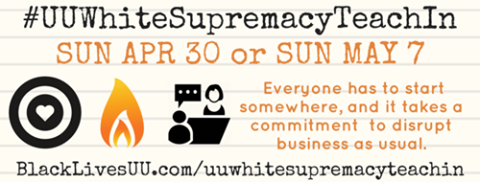 #UUWhiteSupremacyTeachIn
SUN APR 30 or SUN MAY 7
Everyone has to start
somewhere, and it takes a
commitment to disrupt
business as usual.
BlackLivesUU.com/uuwhitesupremacyteachin